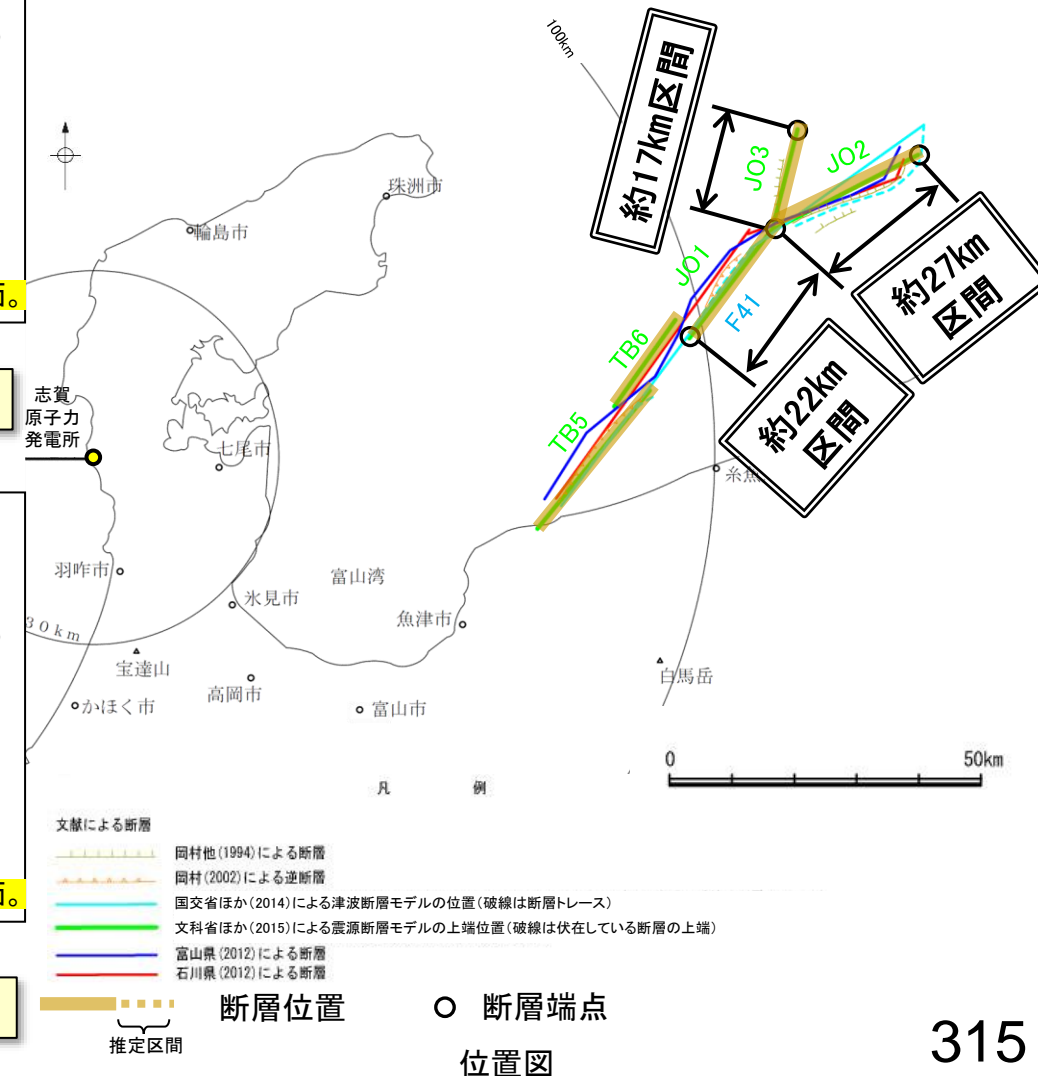 100km
約17km区間
JO3
JO2
珠洲市
輪島市
JO1
約27km
区間
F41
面。
TB6
約22km
区間
志賀
原子力
発電所
TB5
七尾市
糸魚
羽咋市
富山湾
氷見市
魚津市
30km
宝達山
白馬岳
高岡市
かほく市
富山市
0
50km
凡 例
文献による断層
岡村他(1994)による断層
岡村(2002)による逆断層
国交省ほか(2014)による津波断層モデルの位置(破線は断層トレース)
文科省ほか(2015)による震源断層モデルの上端位置(破線は伏在している断層の上端)
富山県(2012)による断層
石川県(2012)による断層
面。
断層位置
断層端点
推定区間
位置図
315